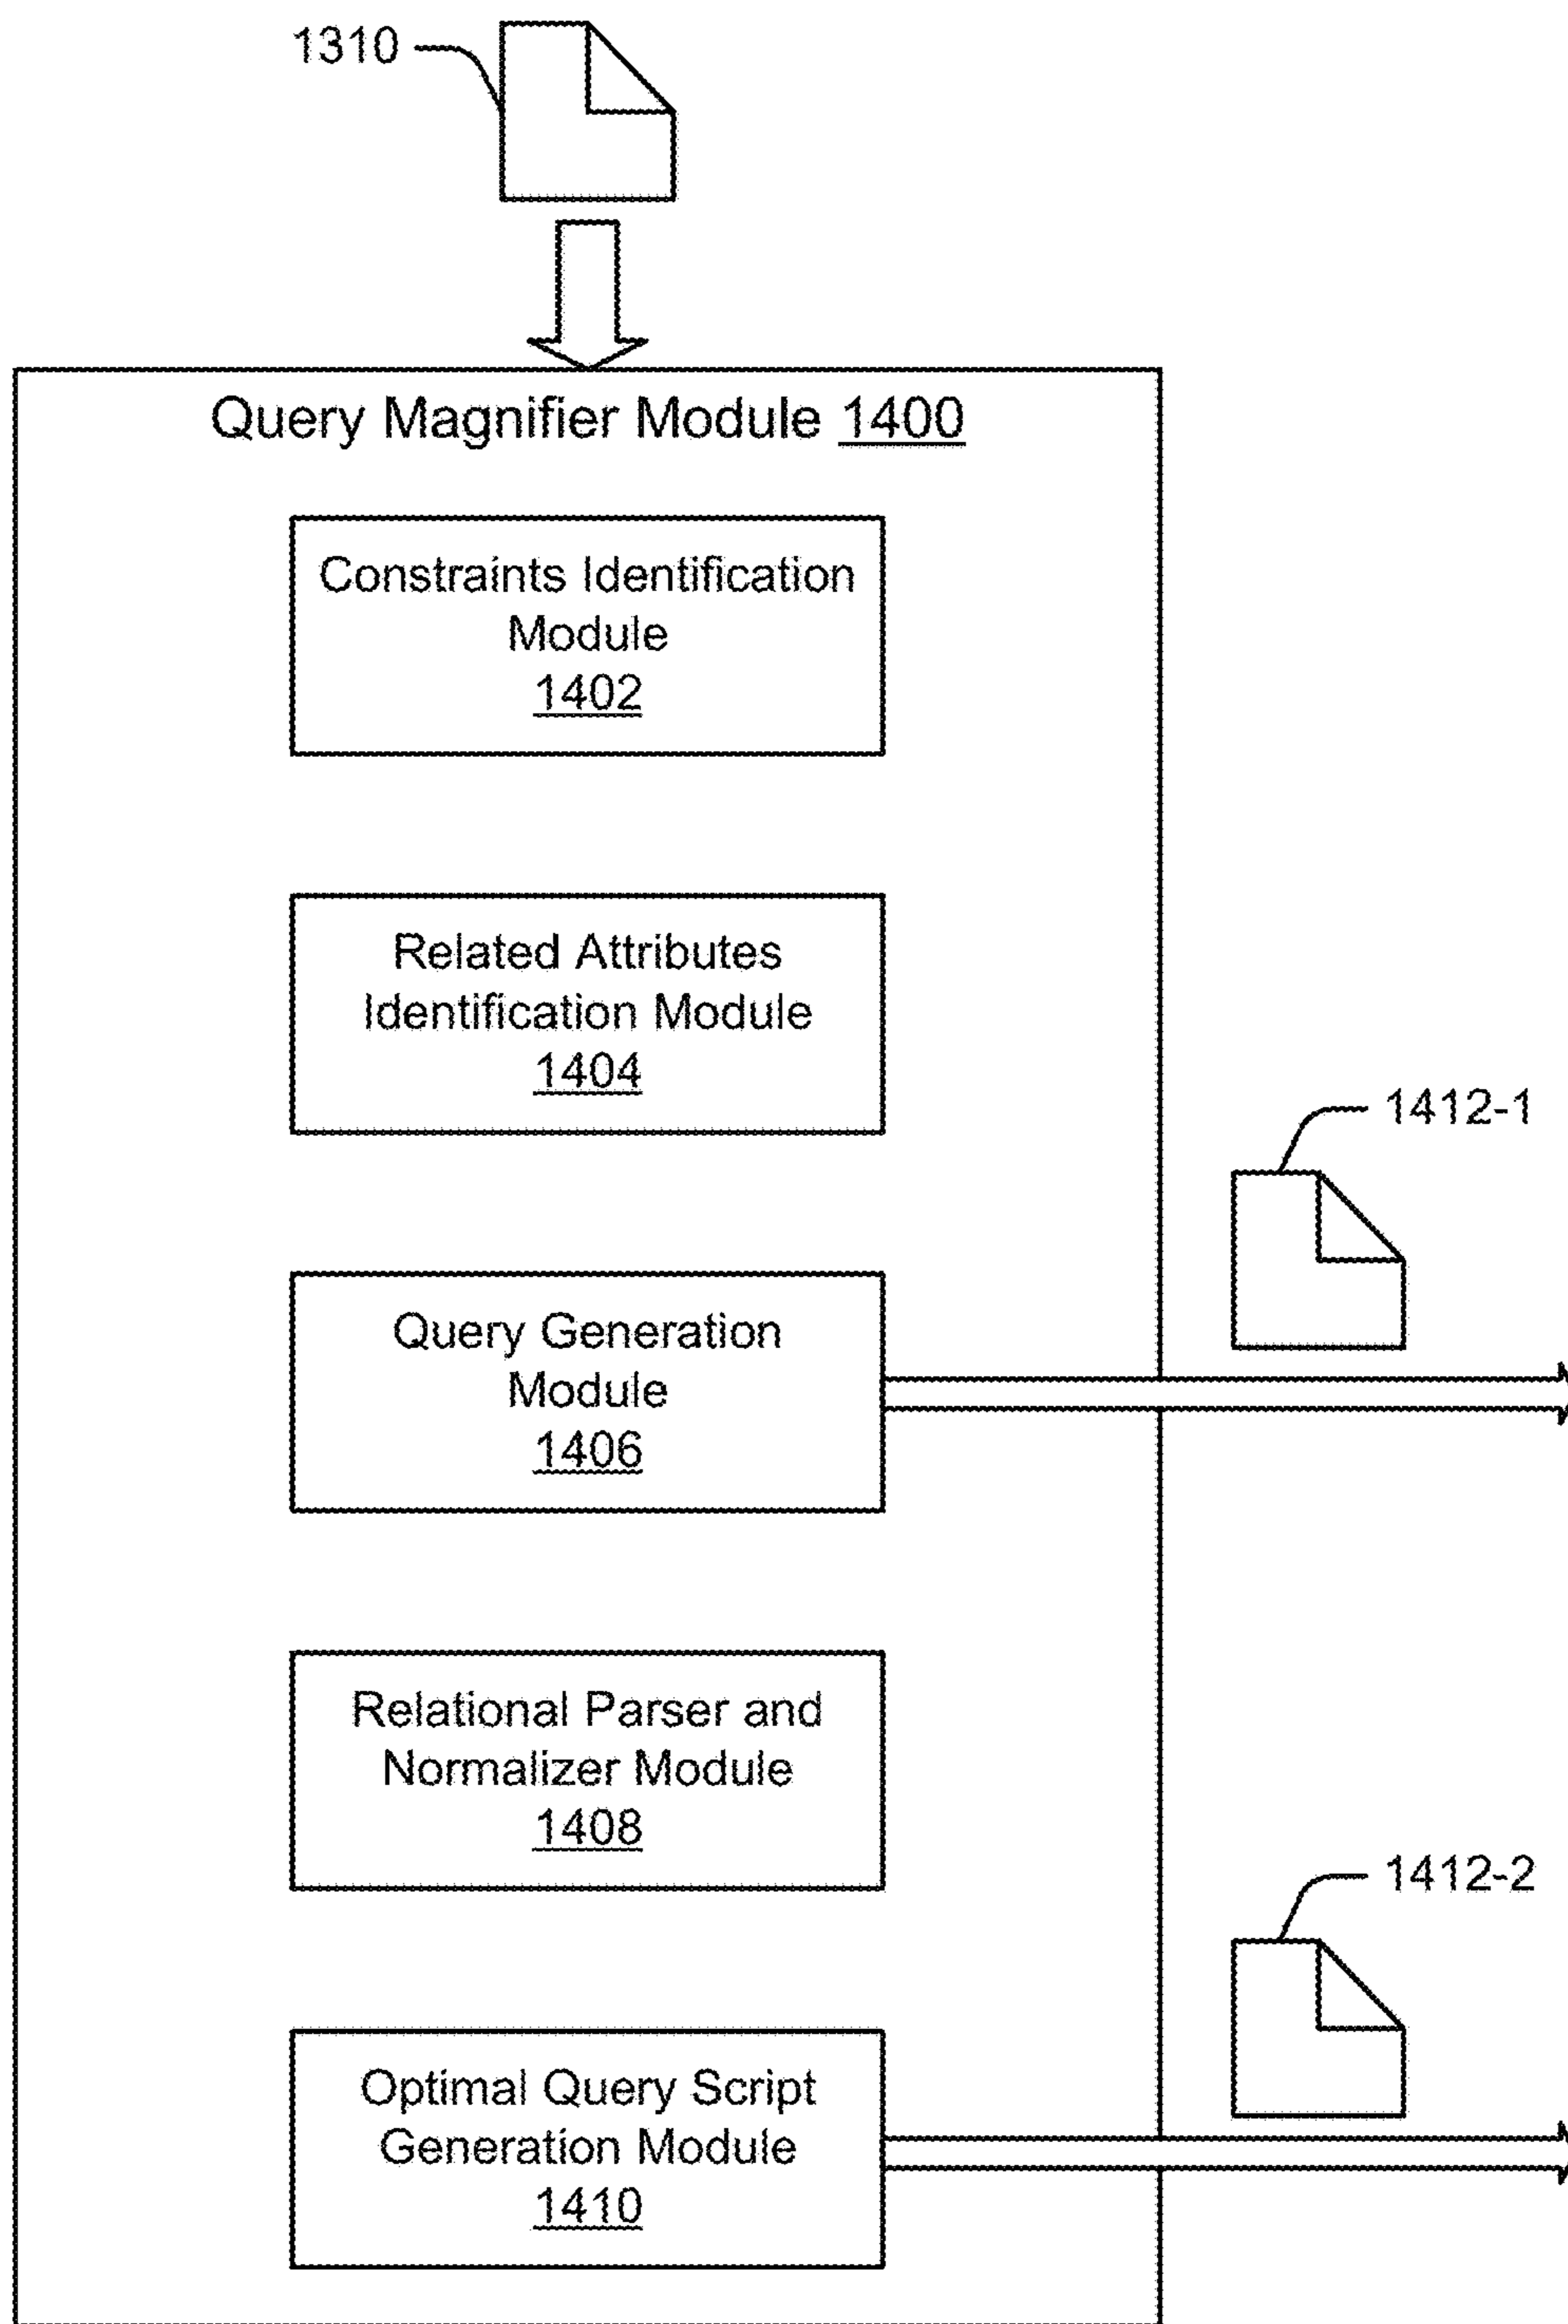 1310
Query Magnifier Module 1400
Constraints Identification
Module
1402
Related Attributes
Identification Module
1404
1412-1
Query Generation
Module
1406
Relational Parser and
Normalizer Module
1408
1412-2
Optimal Query Script
Generation Module
1410